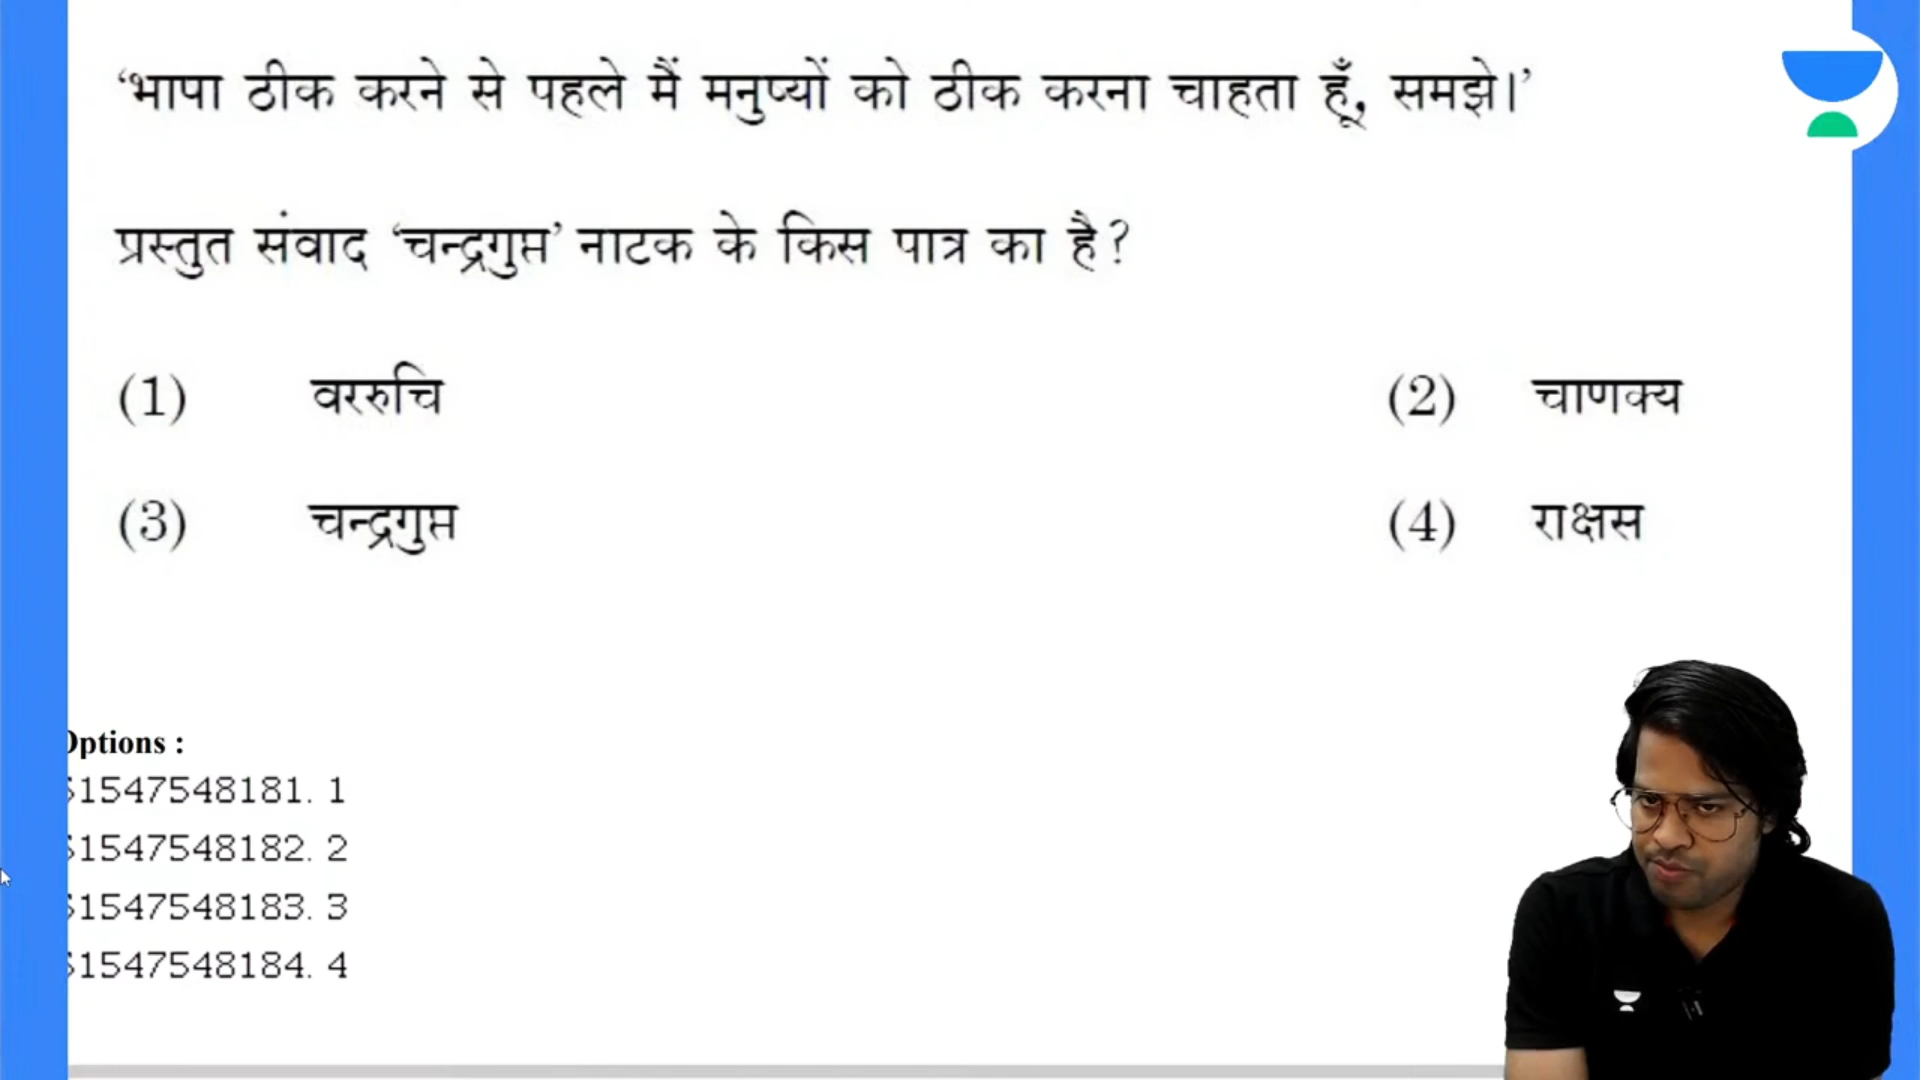 ‘भाषा ठीक करने से पहले मैं मनुष्यों को ठीक करना चाहता हूँ, समझे।’
प्रस्तुत संवाद ‘चन्द्रगुप्त’ नाटक के किस पात्र का है?
(1) वररुचि (2) चाणक्य
(3) चन्द्रगुप्त (4) राक्षस
Options :
1547548181. 1
1547548182. 2
1547548183. 3
1547548184. 4